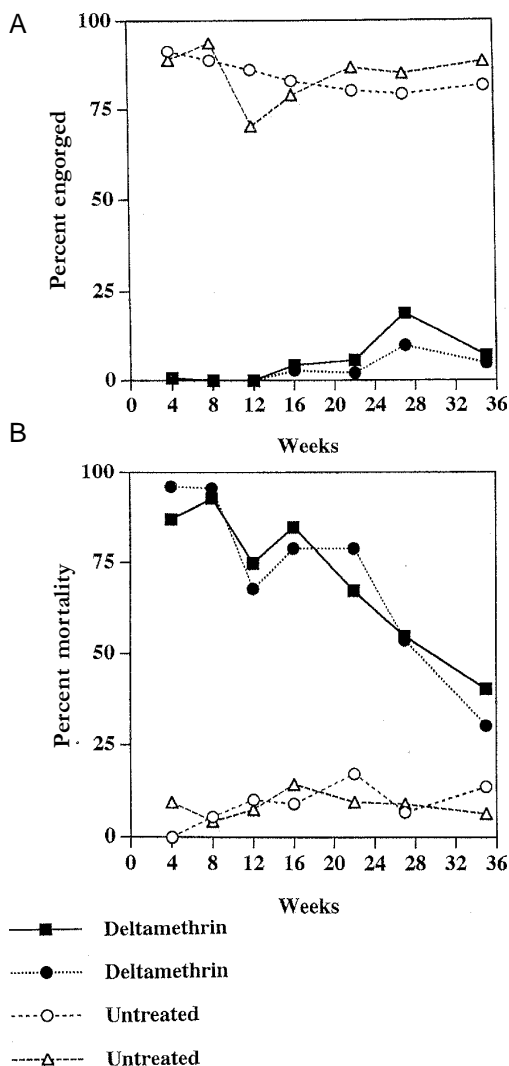 A
Percent engorged
100
75
50
25
0
0 4 8 12 16 20 24 28 32 36
Weeks
B
Percent mortality
100
75
50
25
0
0 4 8 12 16 20 24 28 32 36
Weeks
Deltamethrin
Deltamethrin
Untreated
Untreated